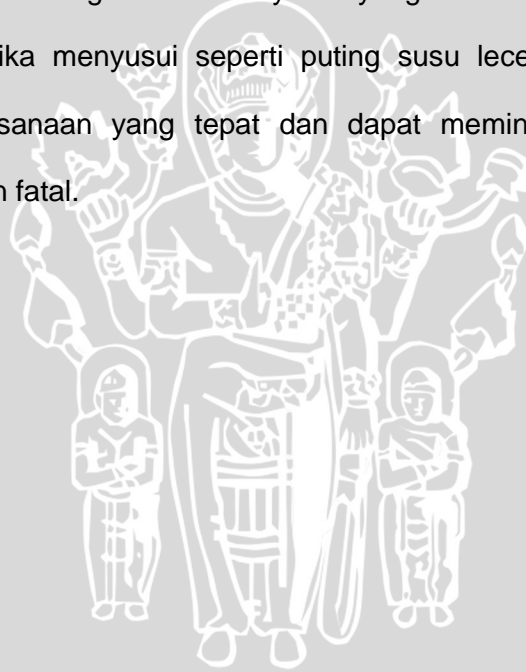 ika menyusui seperti puting susu lece
sanaan yang tepat dan dapat memin
n fatal.